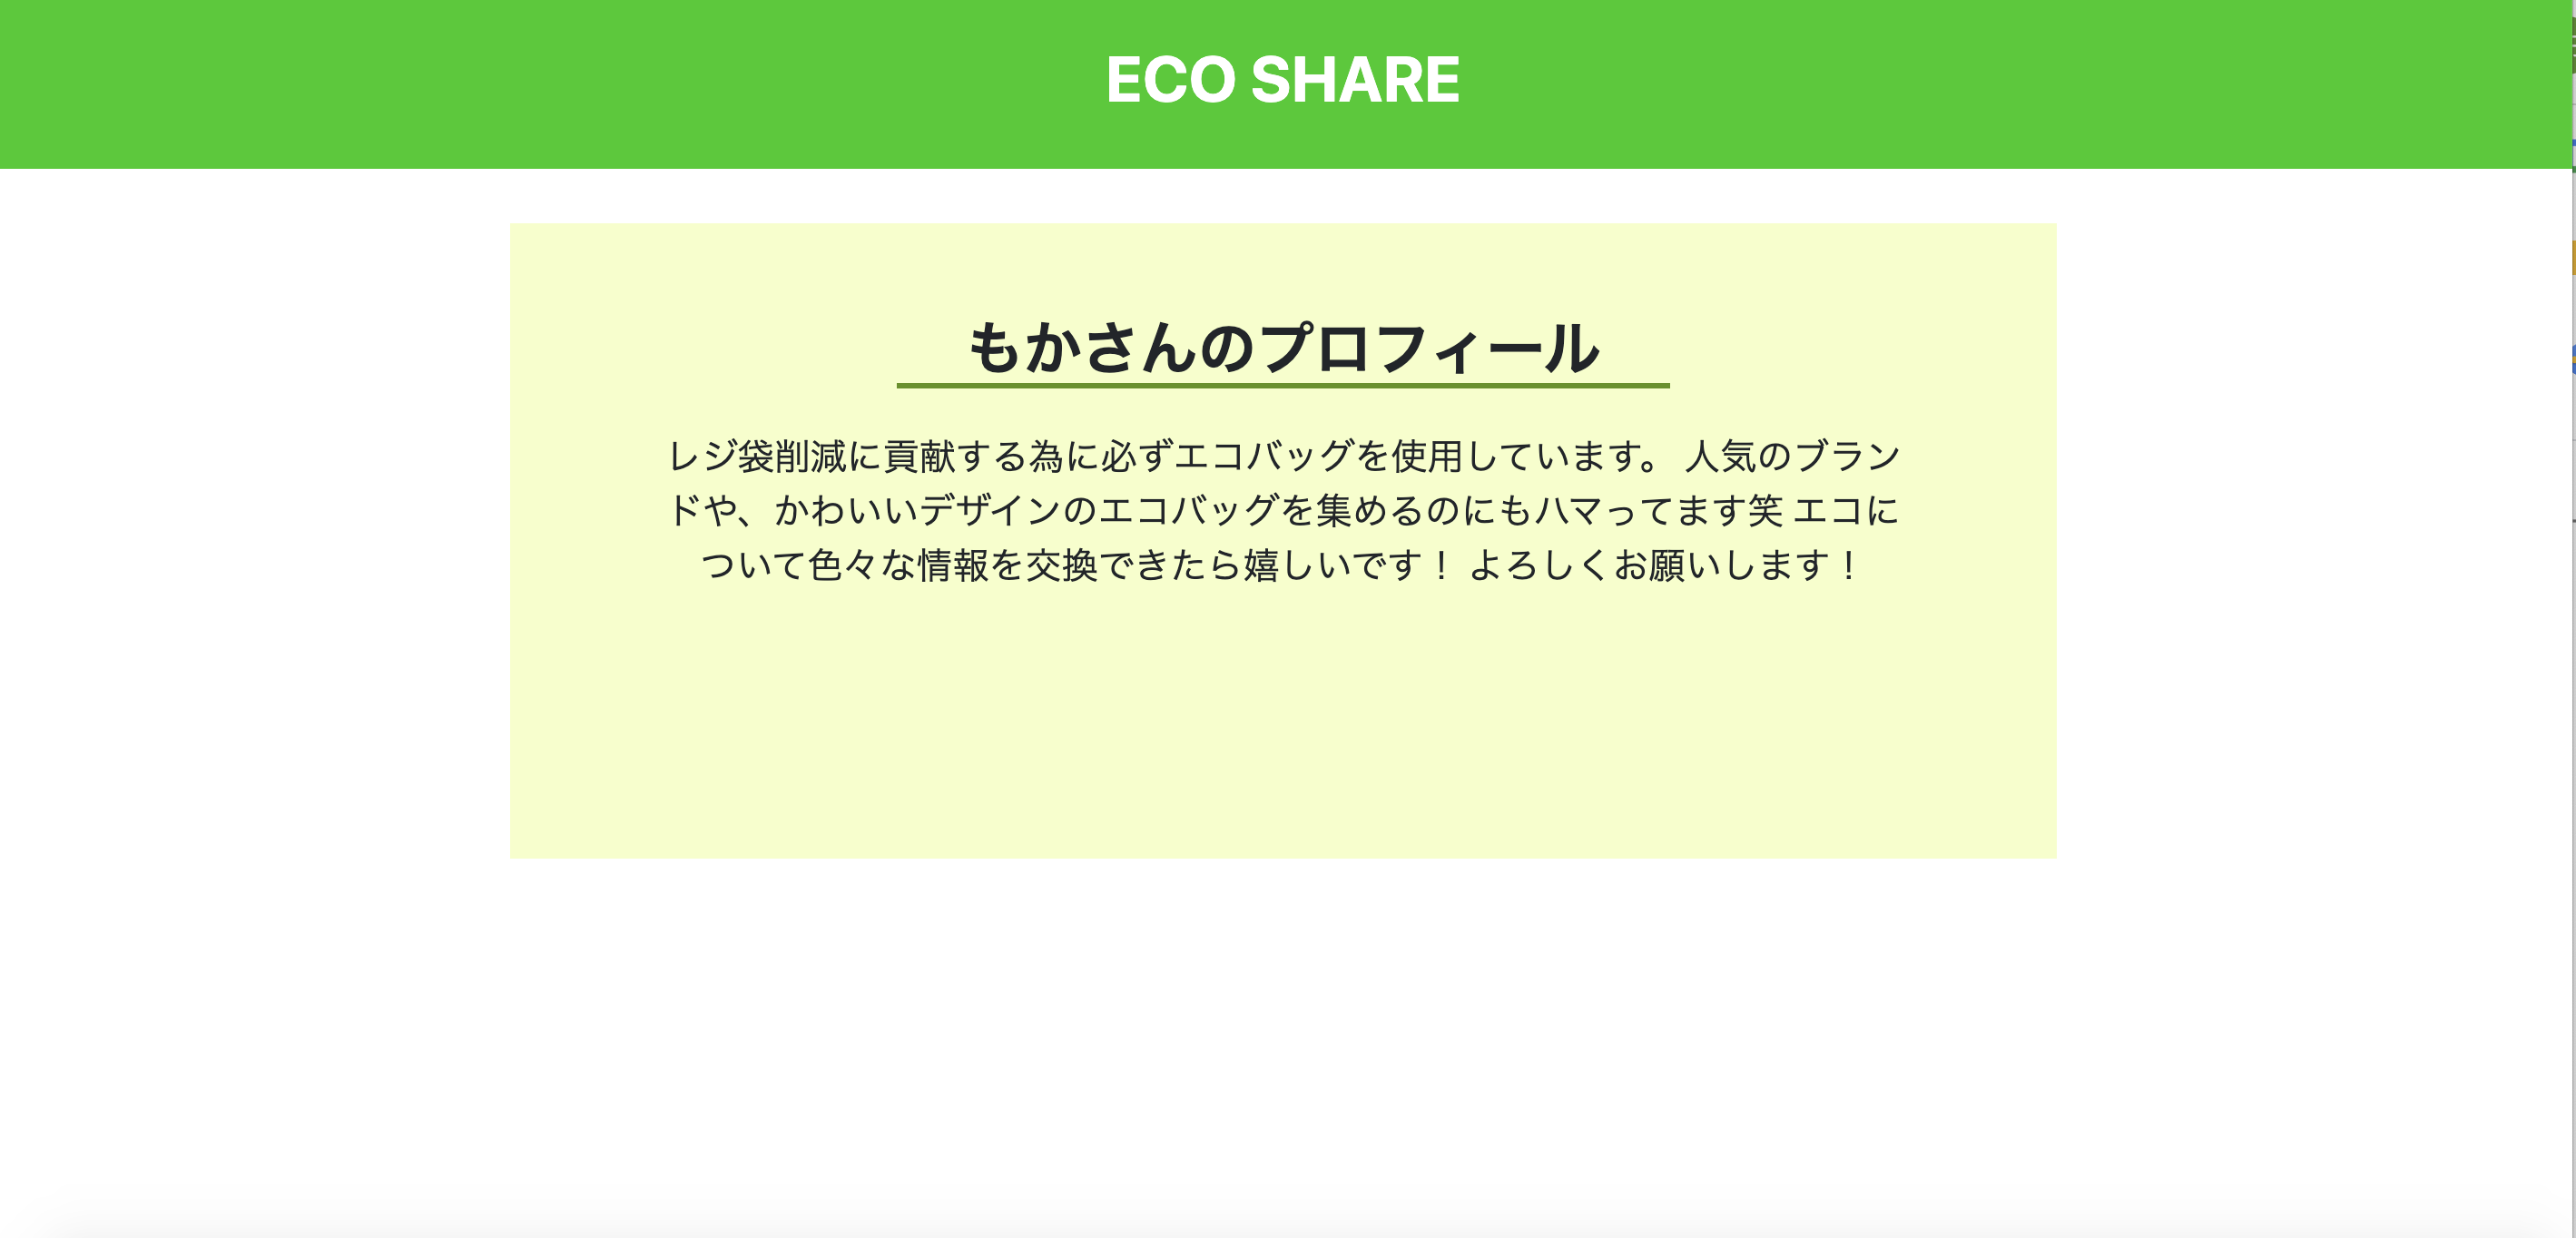 ECO SHARE
もかさんのプロフィール
レジ袋削減に貢献する為に必ずエコバッグを使用しています。 人気のブラン
ドや、かわいいデザインのエコバッグを集めるのにもハマってます笑 エコに
ついて色々な情報を交換できたら嬉しいです！ よろしくお願いします！